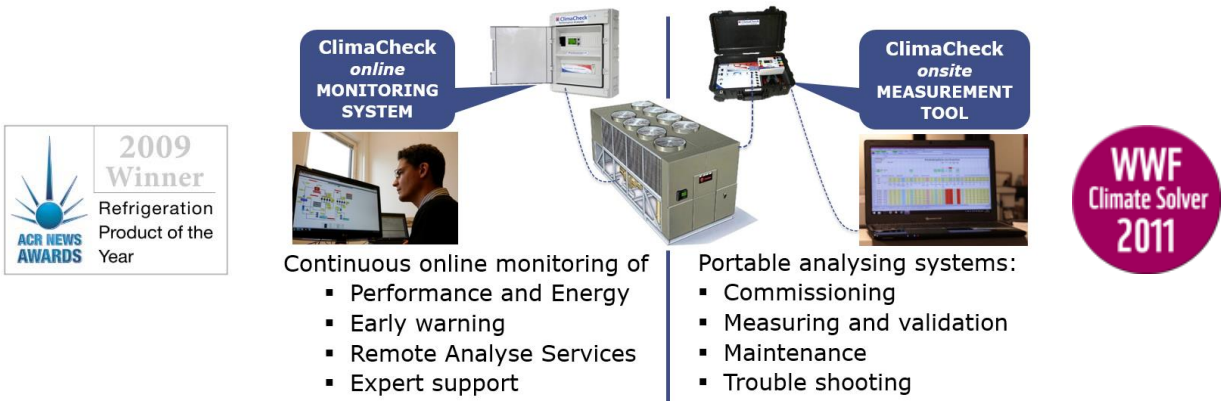 2009
Winner
Refrigeration
Product of the
Year
ACR NEWS
AWARDS
ClimaCheck
online
MONITORING
SYSTEM
ClimaCheck
ClimaCheck
onsite
MEASUREMENT
TOOL
Continuous online monitoring of
▪ Performance and Energy
▪ Early warning
▪ Remote Analyse Services
▪ Expert support
Portable analysing systems:
▪ Commissioning
▪ Measuring and validation
▪ Maintenance
▪ Trouble shooting
WWF
Climate Solver
2011